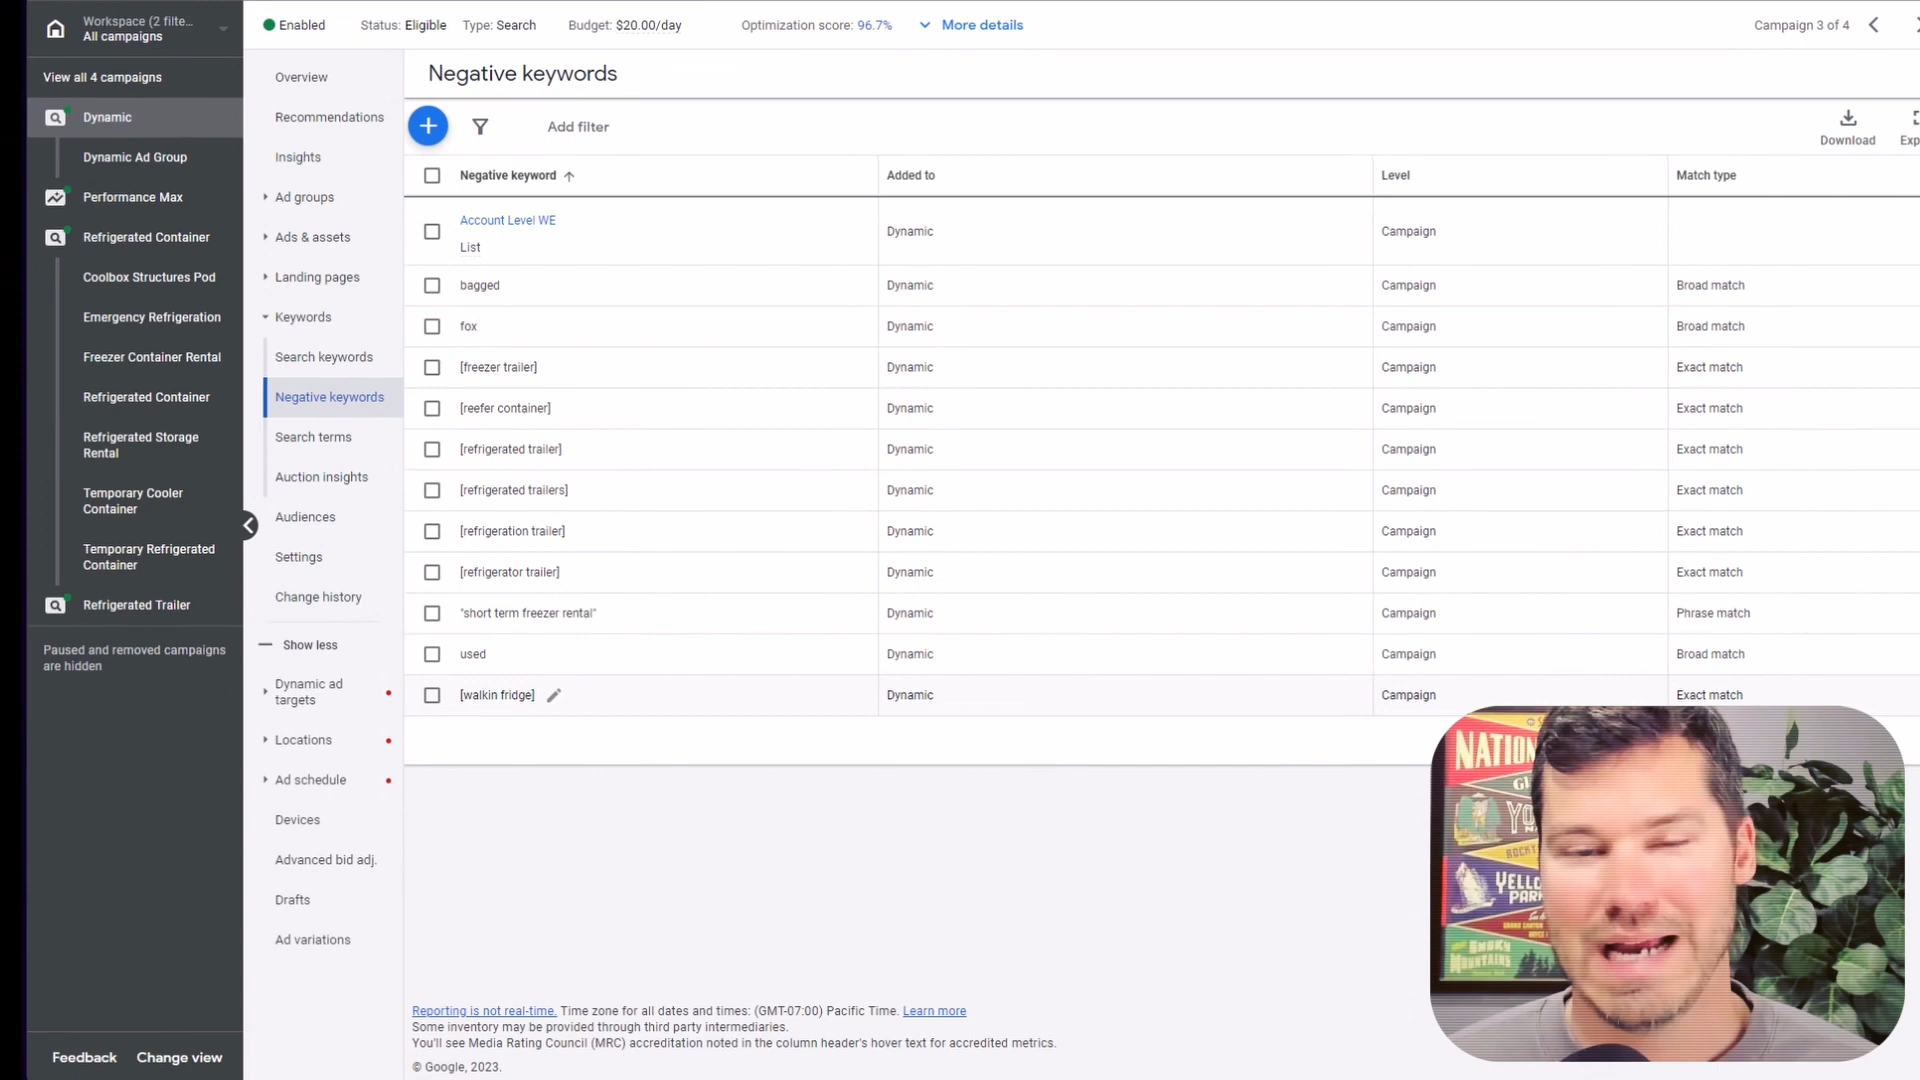 Workspace (2 filte...
All campaigns
Enabled
Status: Eligible
Type: Search
Budget: $20.00/day
Optimization score: 96.7%
More details
Campaign 3 of 4
View all 4 campaigns
Dynamic
Dynamic Ad Group
Performance Max
Refrigerated Container
Coolbox Structures Pod
Emergency Refrigeration
Freezer Container Rental
Refrigerated Container
Refrigerated Storage
Rental
Temporary Cooler
Container
Temporary Refrigerated
Container
Refrigerated Trailer
Paused and removed campaigns
are hidden
Feedback
Change view
Overview
Recommendations
Insights
Ad groups
Ads & assets
Landing pages
Keywords
Search keywords
Negative keywords
Search terms
Auction insights
Audiences
Settings
Change history
Show less
Dynamic ad
targets
Locations
Ad schedule
Devices
Advanced bid adj.
Drafts
Ad variations
Negative keywords
Add filter
Download
Exp
Negative keyword Added to Level Match type
Account Level WE
List
Dynamic Campaign
bagged Dynamic Campaign Broad match
fox Dynamic Campaign Broad match
[freezer trailer] Dynamic Campaign Exact match
[reefer container] Dynamic Campaign Exact match
[refrigerated trailer] Dynamic Campaign Exact match
[refrigerated trailers] Dynamic Campaign Exact match
[refrigeration trailer] Dynamic Campaign Exact match
[refrigerator trailer] Dynamic Campaign Exact match
"short term freezer rental" Dynamic Campaign Phrase match
used Dynamic Campaign Broad match
[walkin fridge] Dynamic Campaign Exact match
NATION
GL
YO
ROCKY
YELL
PARK
SMOKY
MOUNTAINS
Reporting is not real-time. Time zone for all dates and times: (GMT-07:00) Pacific Time. Learn more
Some inventory may be provided through third party intermediaries.
You'll see Media Rating Council (MRC) accreditation noted in the column header's hover text for accredited metrics.
© Google, 2023.